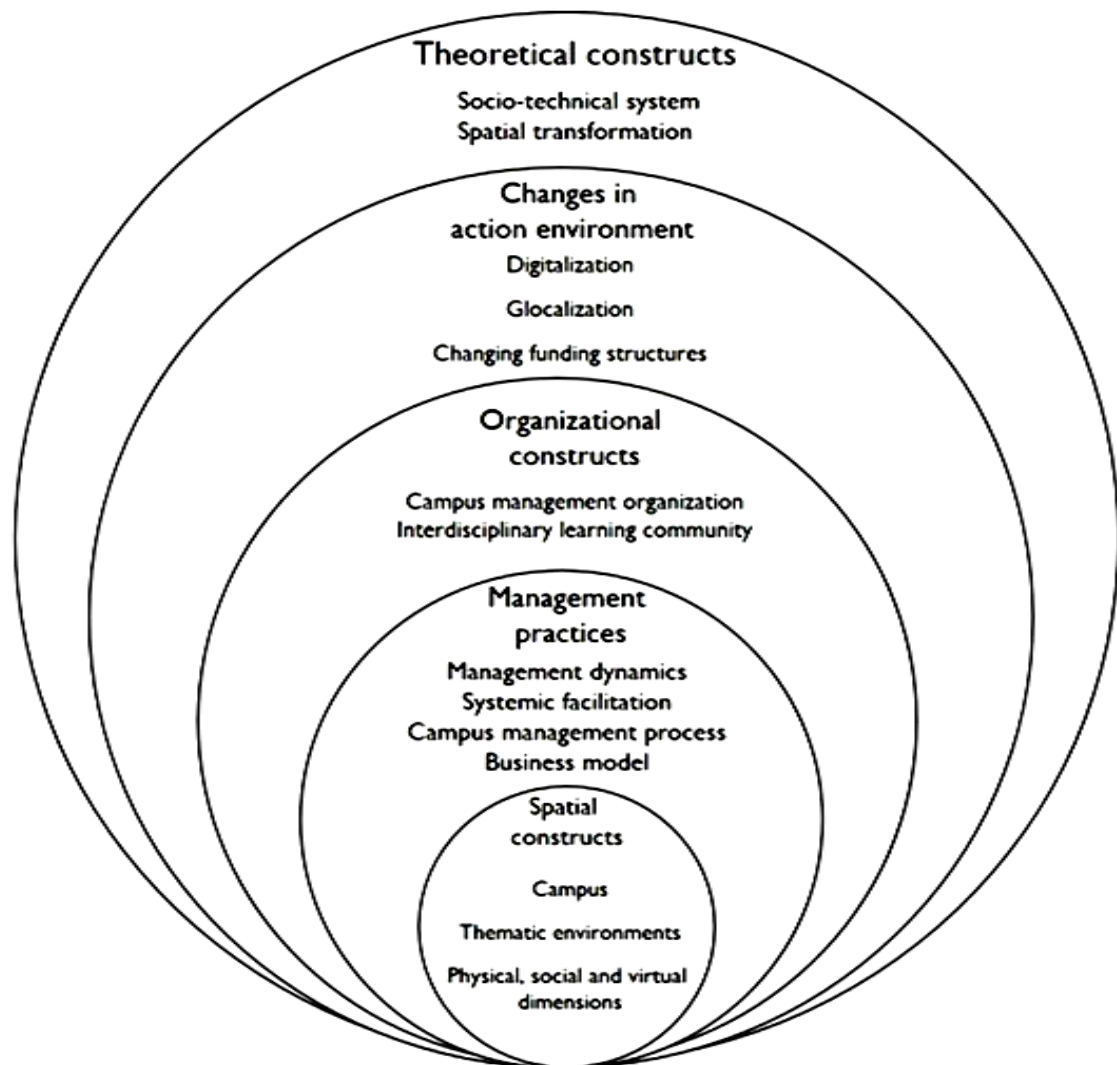 Theoretical constructs
Socio-technical system
Spatial transformation
Changes in
action environment
Digitalization
Glocalization
Changing funding structures
Organizational
constructs
Campus management organization
Interdisciplinary learning community
Management
practices
Management dynamics
Systemic facilitation
Campus management process
Business model
Spatial
constructs
Campus
Thematic environments
Physical, social and virtual
dimensions